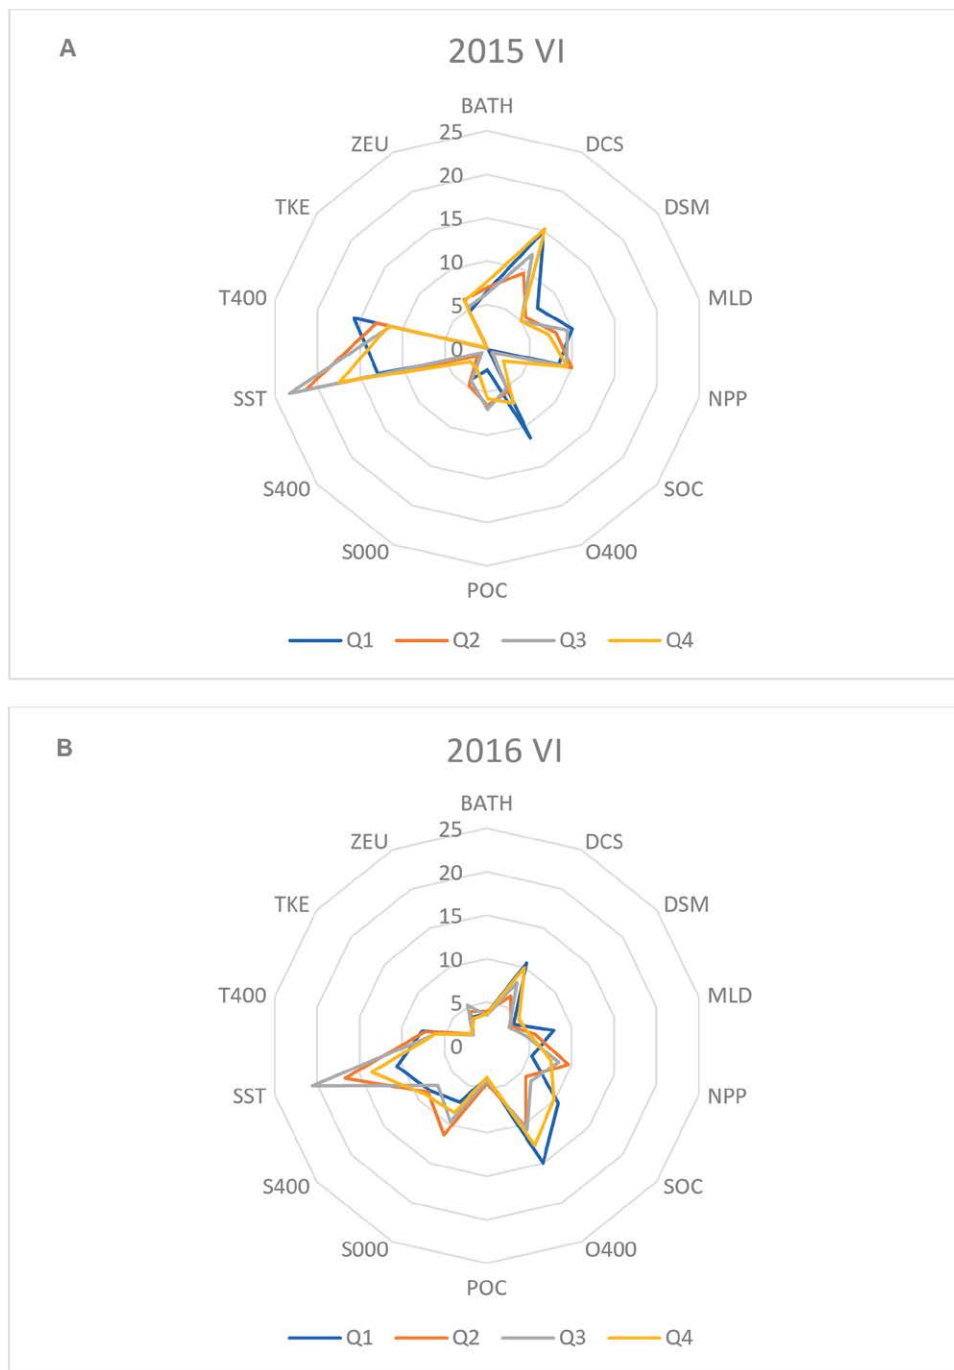 A
2015 VI
BATH
ZEU
DCS
TKE
DSM
T400
MLD
SST
NPP
S400
SOC
S000
O400
POC
25
20
15
10
5
0
Q1 Q2 Q3 Q4
B
2016 VI
BATH
ZEU
DCS
TKE
DSM
T400
MLD
SST
NPP
S400
SOC
S000
O400
POC
25
20
15
10
5
0
Q1 Q2 Q3 Q4